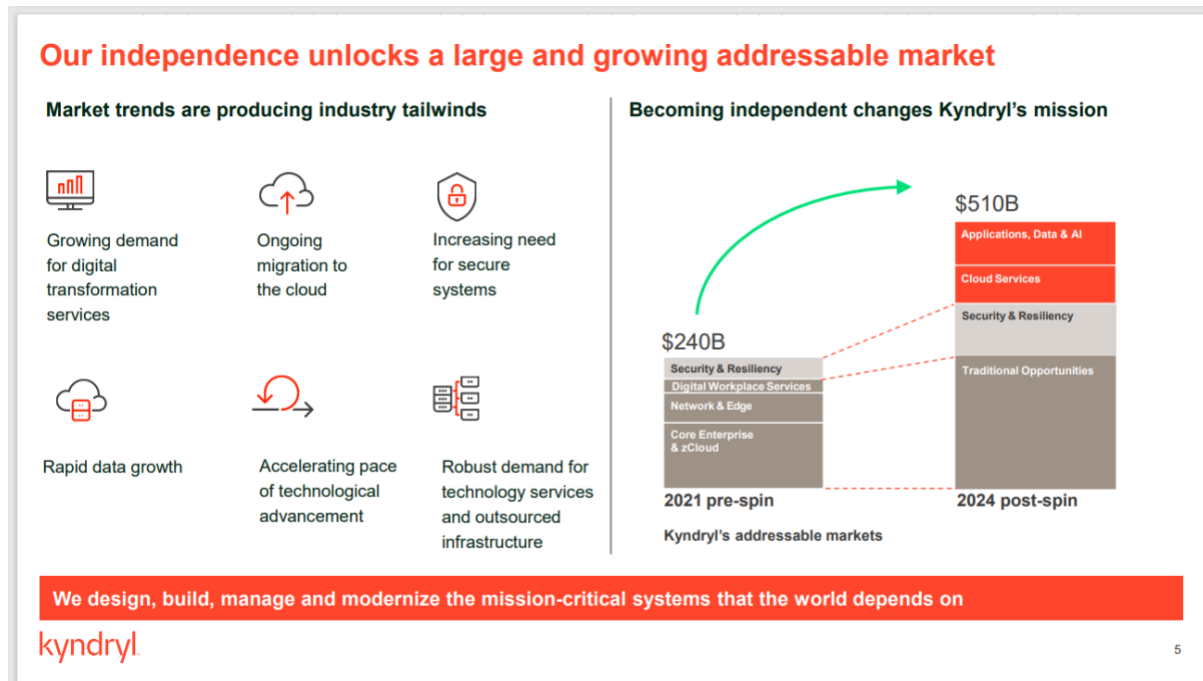 Our independence unlocks a large and growing addressable market
Market trends are producing industry tailwinds
Growing demand
for digital
transformation
services
Ongoing
migration to
the cloud
Increasing need
for secure
systems
Rapid data growth
Accelerating pace
of technological
advancement
Robust demand for
technology services
and outsourced
infrastructure
Becoming independent changes Kyndryl's mission
$240B
Security & Resiliency
Digital Workplace Services
Network & Edge
Core Enterprise
& zCloud
2021 pre-spin
$510B
Applications, Data & AI
Cloud Services
Security & Resiliency
Traditional Opportunities
2024 post-spin
Kyndryl's addressable markets
We design, build, manage and modernize the mission-critical systems that the world depends on
kyndryl
5